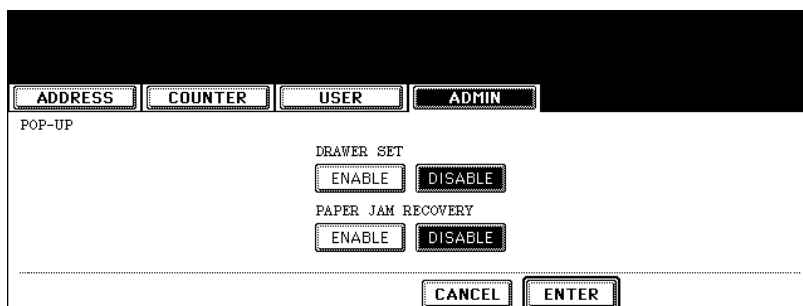 ADDRESS COUNTER USER ADMIN
POP-UP
DRAWER SET
ENABLE DISABLE
PAPER JAM RECOVERY
ENABLE DISABLE
CANCEL ENTER